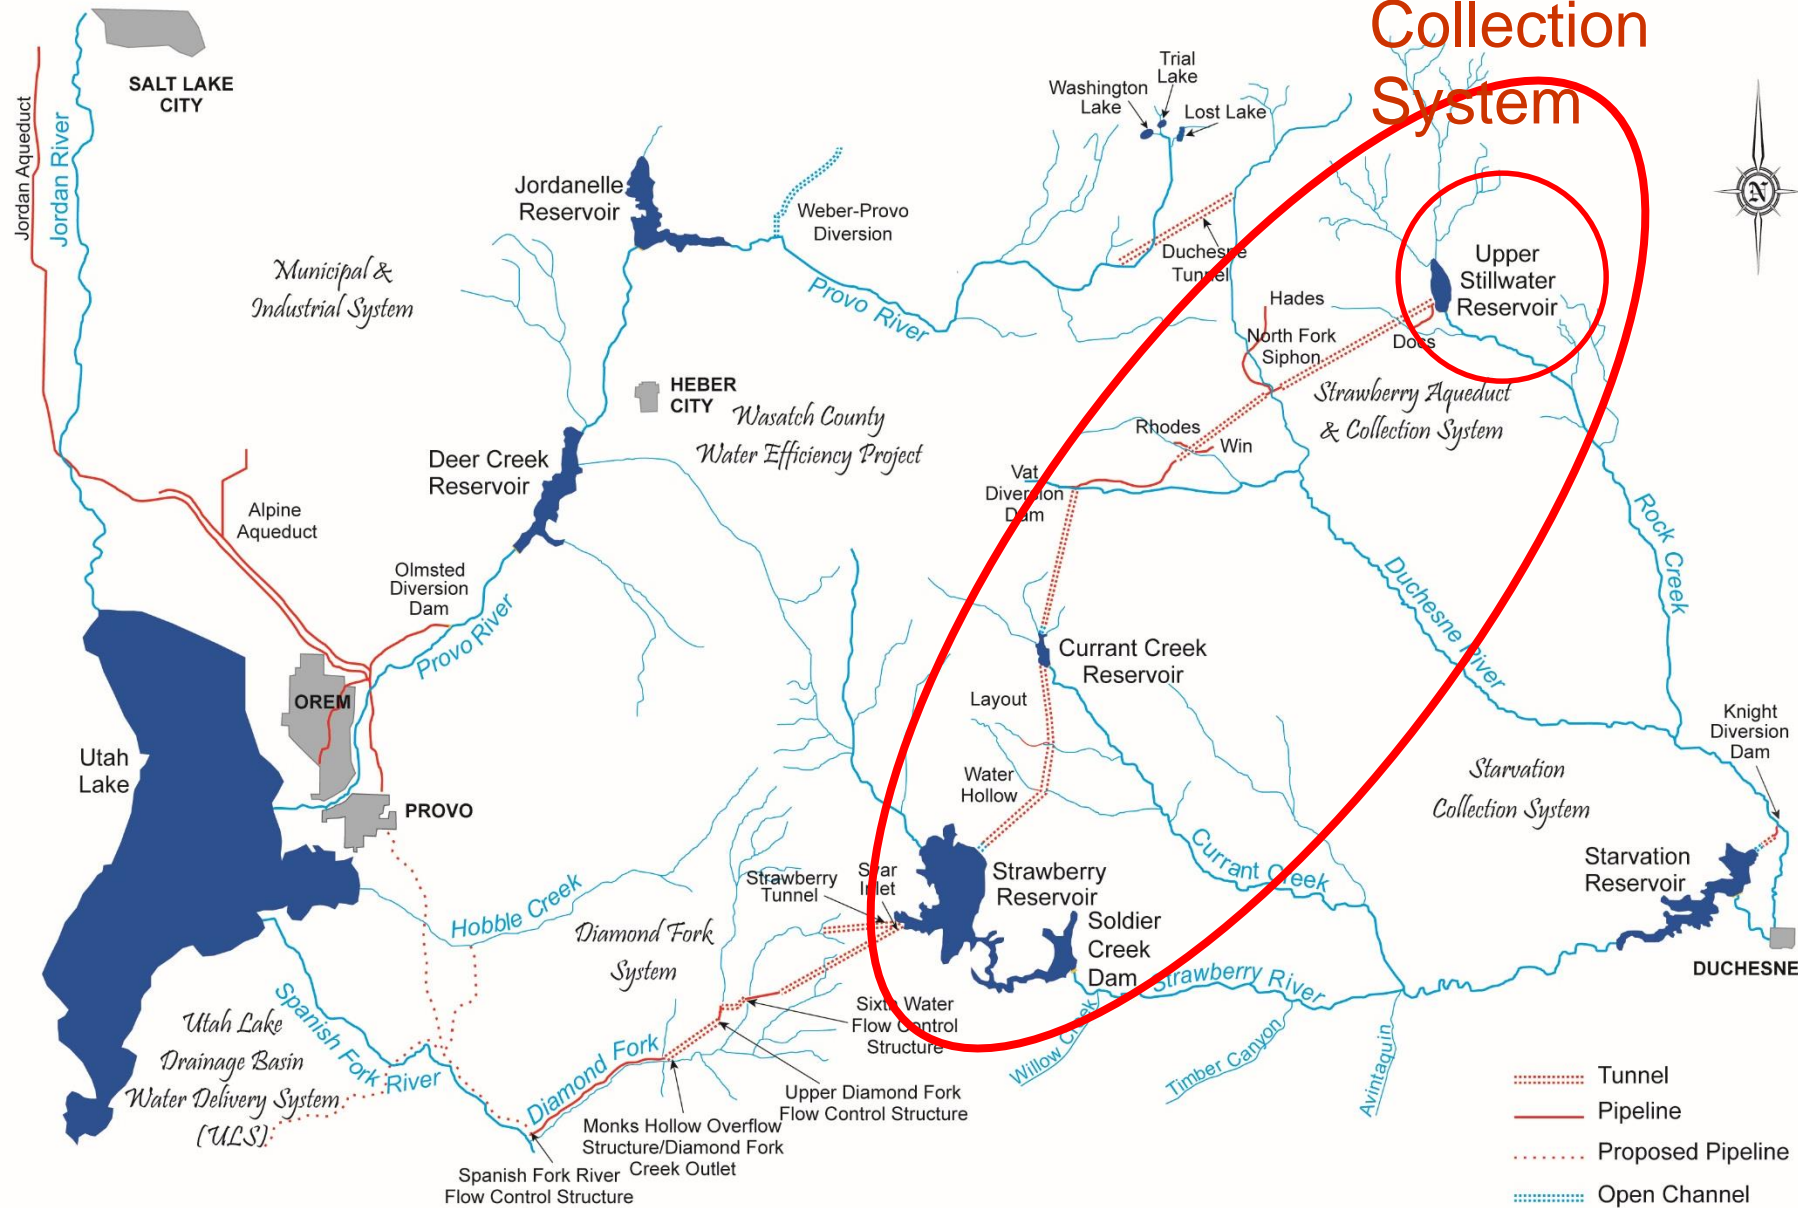 Collection
System
SALT LAKE
CITY
Jordan Aqueduct
Jordan River
Trial
Lake
Washington
Lake
Lost Lake
Jordanelle
Reservoir
Weber-Provo
Diversion
Duchesne
Tunnel
Municipal &
Industrial System
Provo River
Upper
Stillwater
Reservoir
Hades
North Fork
Siphon
Docs
HEBER
CITY
Wasatch County
Water Efficiency Project
Strawberry Aqueduct
& Collection System
Rhodes
Win
Deer Creek
Reservoir
Vat
Diversion
Dam
Alpine
Aqueduct
Rock Creek
Olmsted
Diversion
Dam
Provo River
Duchesne River
Currant Creek
Reservoir
OREM
Layout
Utah
Lake
Knight
Diversion
Dam
Water
Hollow
Starvation
Collection System
PROVO
Currant Creek
Starvation
Reservoir
Strawberry
Tunnel
Syar
Inlet
Strawberry
Reservoir
Hobble Creek
Soldier
Creek
Dam
Diamond Fork
System
DUCHESNE
Strawberry River
Spanish Fork River
Sixth Water
Flow Control
Structure
Willow Creek
Timber Canyon
Avintaquin
Utah Lake
Drainage Basin
Water Delivery System
(ULS)
Diamond Fork
Upper Diamond Fork
Flow Control Structure
Monks Hollow Overflow
Structure/Diamond Fork
Creek Outlet
Spanish Fork River
Flow Control Structure
N
Tunnel
Pipeline
Proposed Pipeline
Open Channel